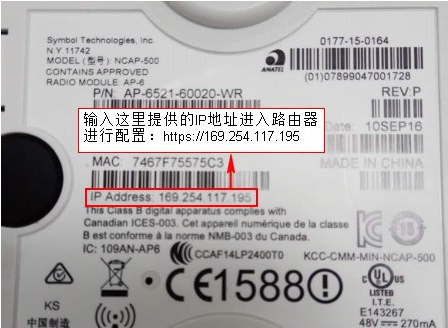 Symbol Technologies, Inc.
N.Y. 11742
MODEL (型号): NCAP-500
CONTAINS APPROVED
RADIO MODULE: AP-6
ANATEL
0177-15-0164
(01)07899047001728
P/N: AP-6521-60020-WR
REV:P
输入这里提供的IP地址进入路由器
进行配置：https://169.254.117.195
Date: 10SEP16
MAC: 7467F75575C3
IP Address: 169.254.117.195
This Class B digital apparatus complies with
Canadian ICES-003. Cet appareil numérique de la classe
B est conforme à la norme NMB-003 du Canada.
IC: 109AN-AP6
CCAF14LP2400T0
KCC-CMM-MIN-NCAP-500
KS
CE1588
UL
LISTED
I.T.E.
E143267
48V 270mA
中国制造